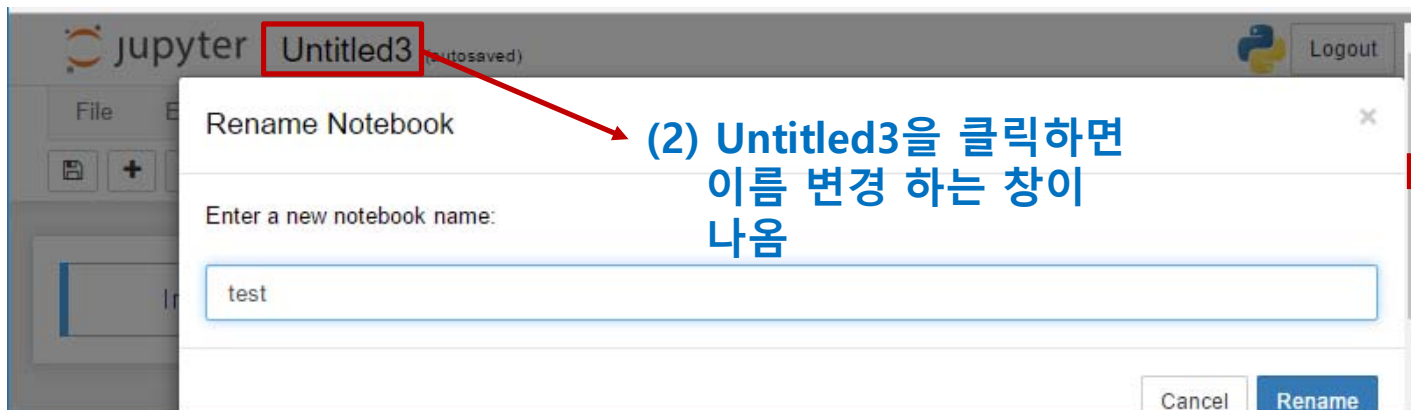 jupyter Untitled3 (autosaved) Logout
File E
Rename Notebook ×
(2) Untitled3을 클릭하면
이름 변경 하는 창이
나옴
Enter a new notebook name:
In
test
Cancel Rename